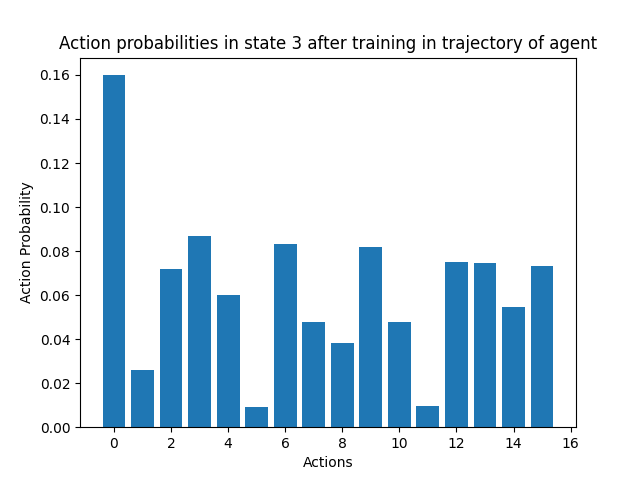 Action probabilities in state 3 after training in trajectory of agent
0.16
0.14
0.12
0.10
0.08
0.06
0.04
0.02
0.00
Action Probability
0 2 4 6 8 10 12 14 16
Actions